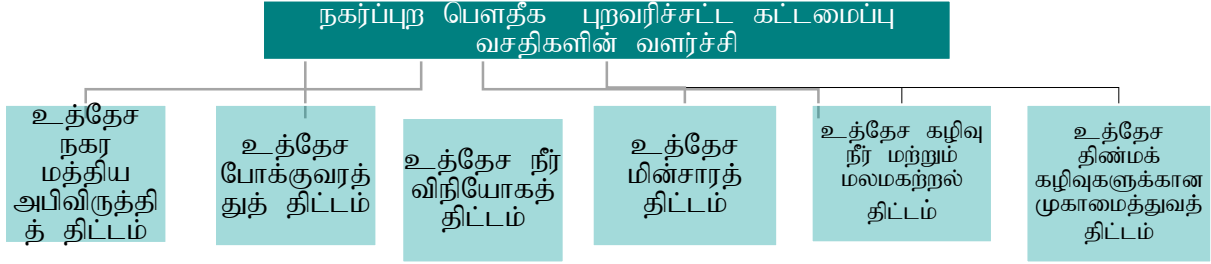 நகர்ப்புற பௌதீக புறவரிச்சட்ட கட்டமைப்பு
வசதிகளின் வளர்ச்சி
உத்தேச
நகர
மத்திய
அபிவிருத்தி
த் திட்டம்
உத்தேச
போக்குவரத்
துத் திட்டம்
உத்தேச நீர்
விநியோகத்
திட்டம்
உத்தேச
மின்சாரத்
திட்டம்
உத்தேச கழிவு
நீர் மற்றும்
மலமகற்றல்
திட்டம்
உத்தேச
திண்மக்
கழிவுகளுக்கான
முகாமைத்துவத்
திட்டம்